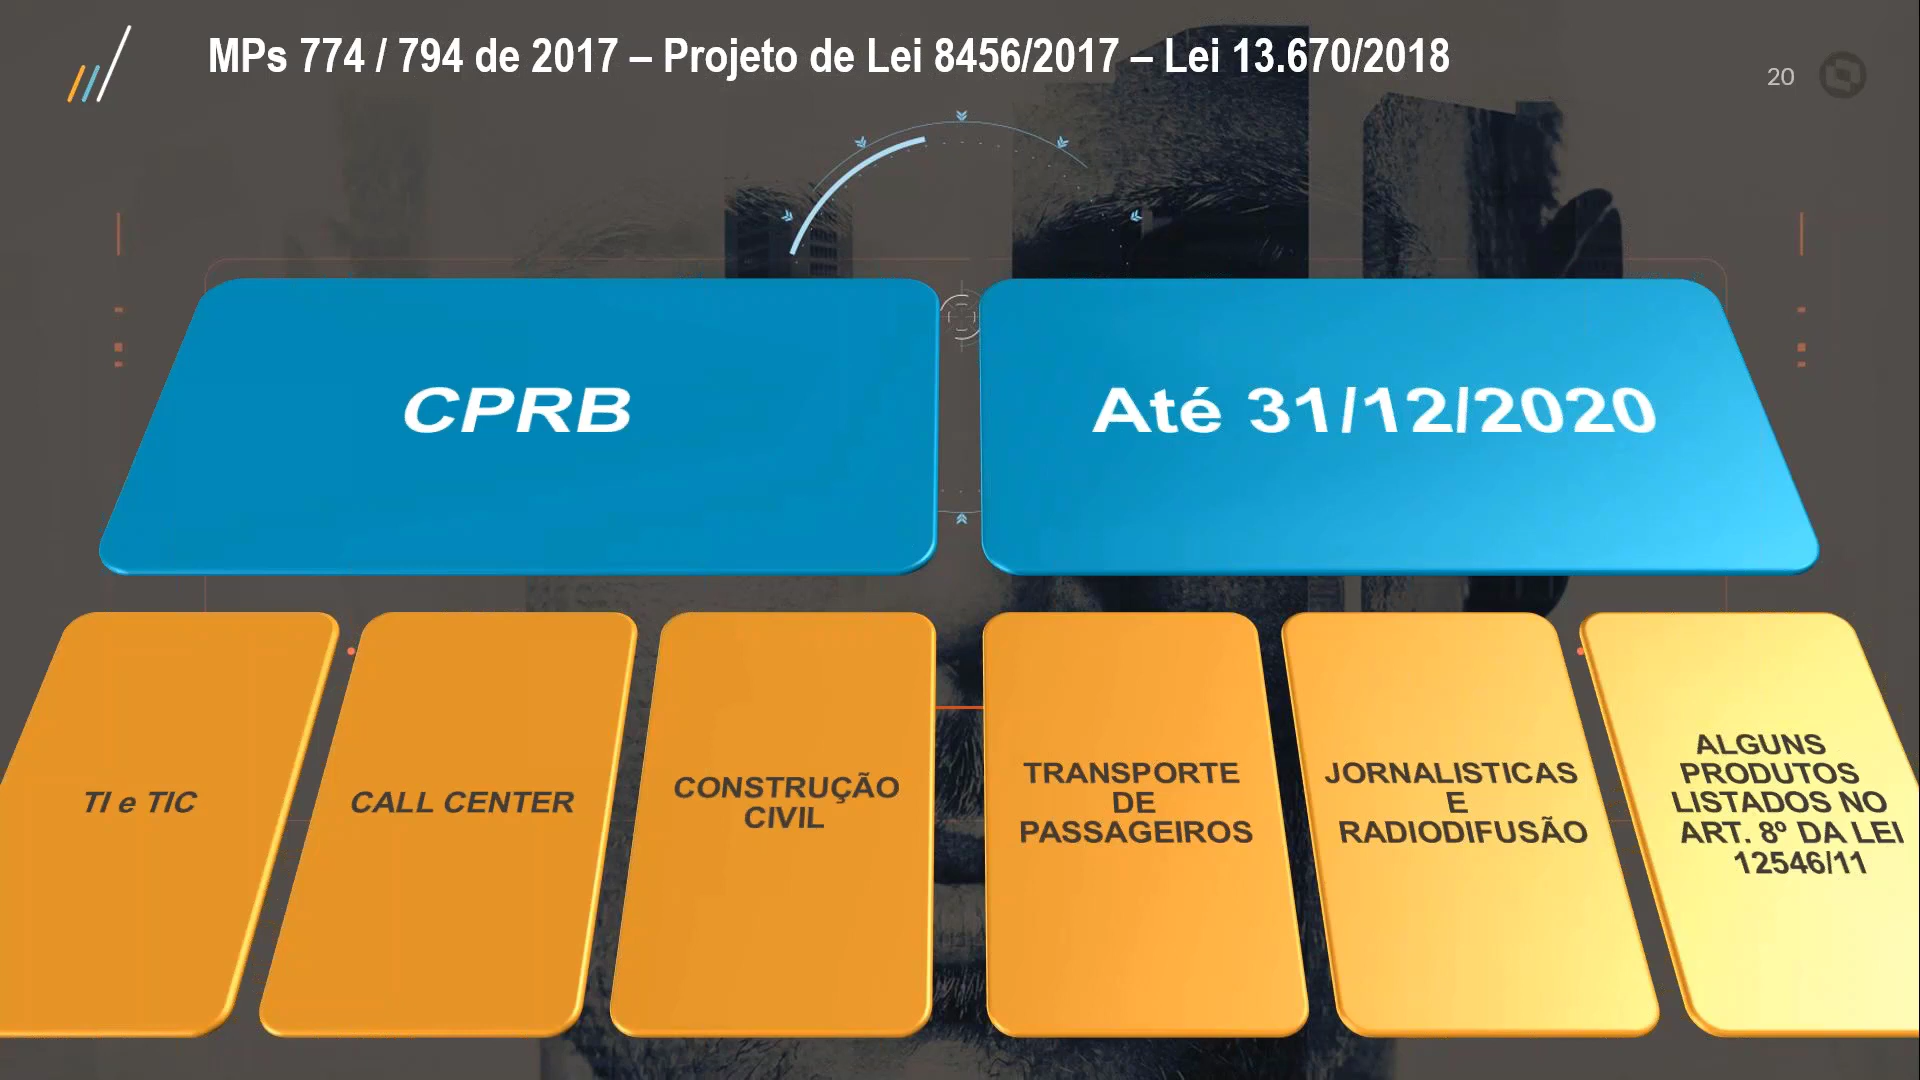 MPs 774 / 794 de 2017 – Projeto de Lei 8456/2017 – Lei 13.670/2018
20
CPRB
Até 31/12/2020
TI e TIC
CALL CENTER
CONSTRUÇÃO
CIVIL
TRANSPORTE
DE
PASSAGEIROS
JORNALISTICAS
E
RADIODIFUSÃO
ALGUNS
PRODUTOS
LISTADOS NO
ART. 8º DA LEI
12546/11